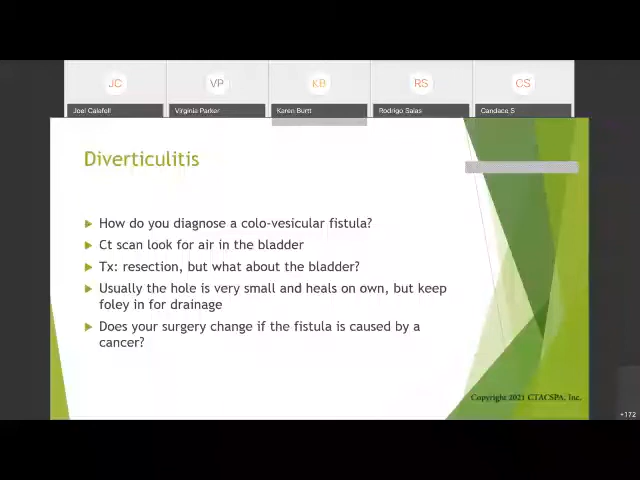 JC
VP
KB
RS
CS
Joel Calafell
Virginia Parker
Karen Burtt
Rodrigo Salas
Candace S
Diverticulitis
How do you diagnose a colo-vesicular fistula?
Ct scan look for air in the bladder
Tx: resection, but what about the bladder?
Usually the hole is very small and heals on own, but keep
foley in for drainage
Does your surgery change if the fistula is caused by a
cancer?
Copyright 2021 CTACSPA, Inc.
+172